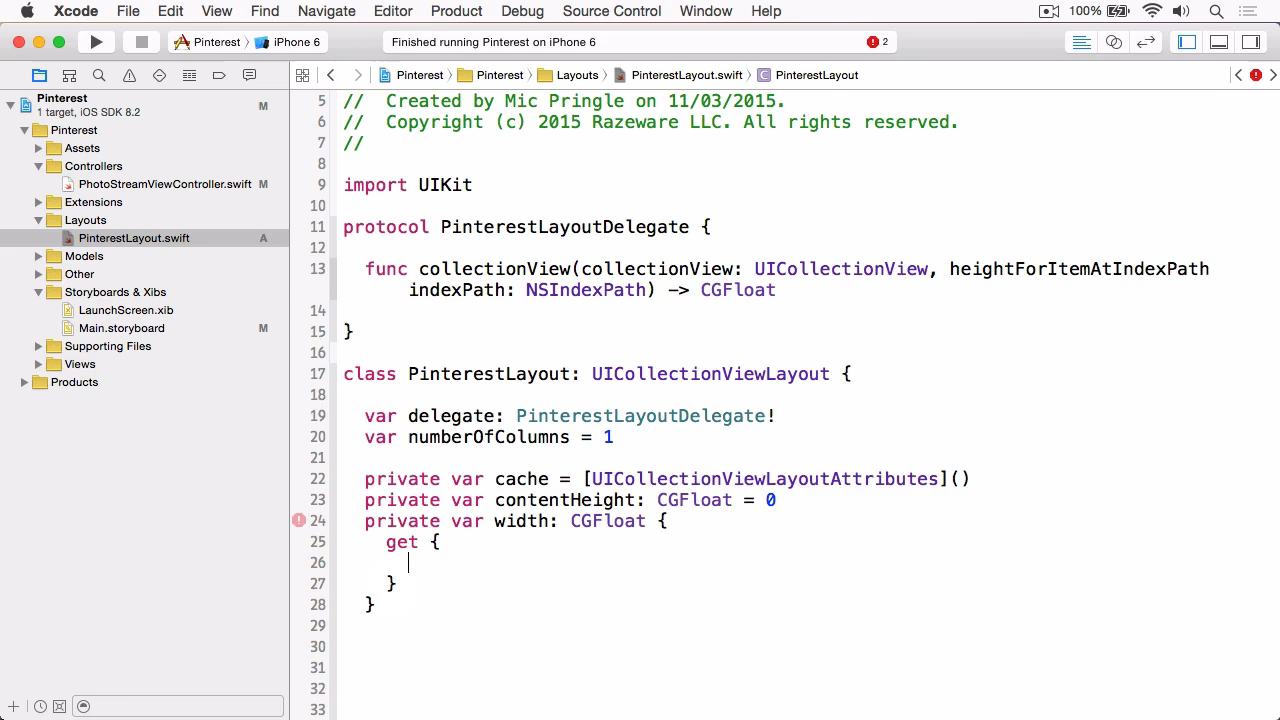 Xcode File Edit View Find Navigate Editor Product Debug Source Control Window Help 100%
Pinterest iPhone 6 Finished running Pinterest on iPhone 6 2
Pinterest Pinterest Layouts PinterestLayout.swift C PinterestLayout
Pinterest
1 target, iOS SDK 8.2 M
Pinterest
Assets
Controllers
PhotoStreamViewController.swift M
Extensions
Layouts
PinterestLayout.swift A
Models
Other
Storyboards & Xibs
LaunchScreen.xib
Main.storyboard M
Supporting Files
Views
Products
5 // Created by Mic Pringle on 11/03/2015.
6 // Copyright (c) 2015 Razeware LLC. All rights reserved.
7 //
8
9 import UIKit
10
11 protocol PinterestLayoutDelegate {
12
13 func collectionView(collectionView: UICollectionView, heightForItemAtIndexPath
indexPath: NSIndexPath) -> CGFloat
14
15 }
16
17 class PinterestLayout: UICollectionViewLayout {
18
19 var delegate: PinterestLayoutDelegate!
20 var numberOfColumns = 1
21
22 private var cache = [UICollectionViewLayoutAttributes]()
23 private var contentHeight: CGFloat = 0
24 private var width: CGFloat {
25 get {
26
27 }
28 }
29
30
31
32
33